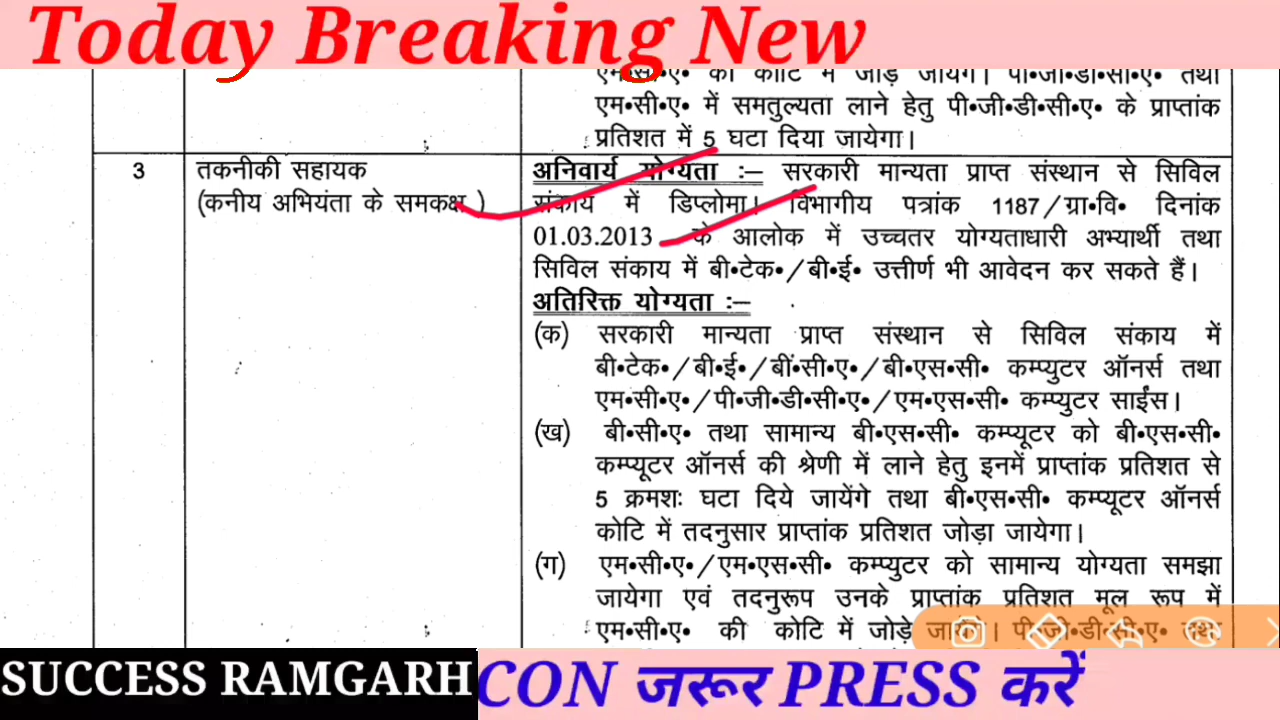 Today Breaking New
एम•सी•ए• की कोटि में जोड़े जायेंगे। पी•जी•डी•सी•ए• तथा
एम•सी•ए• में समतुल्यता लाने हेतु पी•जी•डी•सी•ए• के प्राप्तांक
प्रतिशत में 5 घटा दिया जायेगा।
3 तकनीकी सहायक
(कनीय अभियंता के समकक्ष )
अनिवार्य योग्यता :– सरकारी मान्यता प्राप्त संस्थान से सिविल
संकाय में डिप्लोमा। विभागीय पत्रांक 1187/ग्रा•वि• दिनांक
01.03.2013 के आलोक में उच्चतर योग्यताधारी अभ्यार्थी तथा
सिविल संकाय में बी•टेक•/बी•ई• उत्तीर्ण भी आवेदन कर सकते हैं।
अतिरिक्त योग्यता :–
(क) सरकारी मान्यता प्राप्त संस्थान से सिविल संकाय में
बी•टेक•/बी•ई•/बीं•सी•ए•/बी•एस•सी• कम्प्युटर ऑनर्स तथा
एम•सी•ए•/पी•जी•डी•सी•ए•/एम•एस•सी• कम्प्युटर साईंस।
(ख) बी•सी•ए• तथा सामान्य बी•एस•सी• कम्प्यूटर को बी•एस•सी•
कम्प्यूटर ऑनर्स की श्रेणी में लाने हेतु इनमें प्राप्तांक प्रतिशत से
5 क्रमशः घटा दिये जायेंगे तथा बी•एस•सी• कम्प्यूटर ऑनर्स
कोटि में तदनुसार प्राप्तांक प्रतिशत जोड़ा जायेगा।
(ग) एम•सी•ए•/एम•एस•सी• कम्प्युटर को सामान्य योग्यता समझा
जायेगा एवं तदनुरूप उनके प्राप्तांक प्रतिशत मूल रूप में
एम•सी•ए• की कोटि में जोड़े जायेंगे। पी•जी•डी•सी•ए• तथा
SUCCESS RAMGARH
CON जरूर PRESS करें